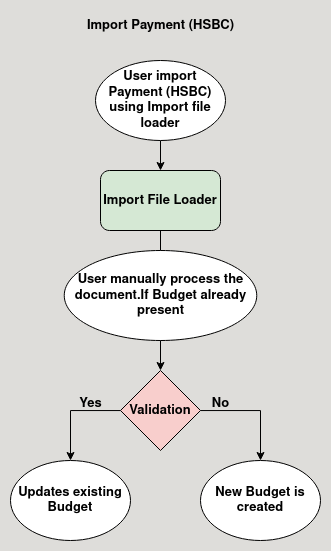 Import Payment (HSBC)
User import
Payment (HSBC)
using Import file
loader
Import File Loader
User manually process the
document.If Budget already
present
Validation
Yes
No
Updates existing
Budget
New Budget is
created